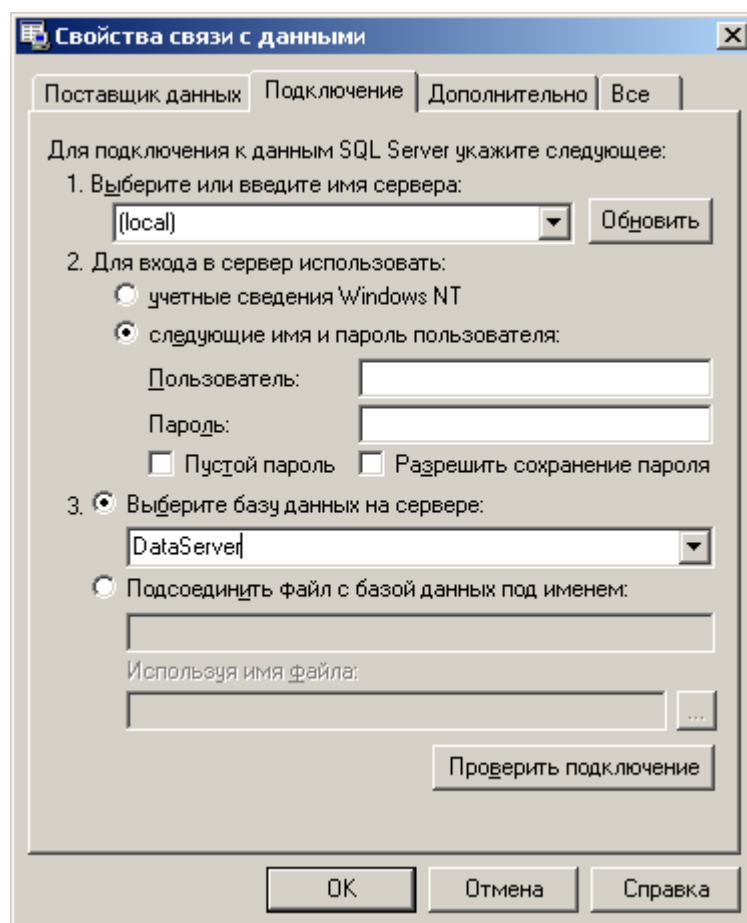 Свойства связи с данными
Поставщик данных Подключение Дополнительно Все
Для подключения к данным SQL Server укажите следующее:
1. Выберите или введите имя сервера:
(local) Обновить
2. Для входа в сервер использовать:
учетные сведения Windows NT
следующие имя и пароль пользователя:
Пользователь:
Пароль:
Пустой пароль Разрешить сохранение пароля
3. Выберите базу данных на сервере:
DataServer
Подсоединить файл с базой данных под именем:
Используя имя файла:
...
Проверить подключение
OK Отмена Справка